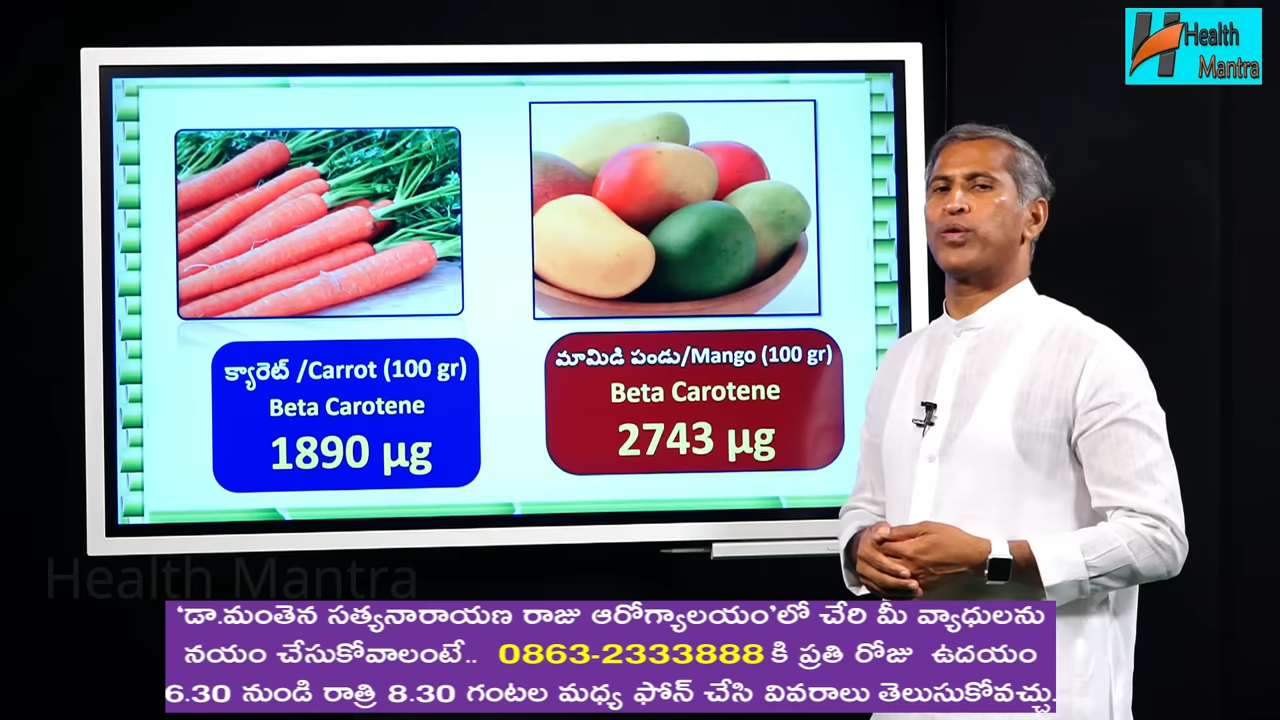 Health
Mantra
క్యారెట్ /Carrot (100 gr)
Beta Carotene
1890 µg
మామిడి పండు/Mango (100 gr)
Beta Carotene
2743 µg
Health Mantra
‘డా.మంతెన సత్యనారాయణ రాజు ఆరోగ్యాలయం’లో చేరి మీ వ్యాధులను
నయం చేసుకోవాలంటే.. 0863-2333888 కి ప్రతి రోజు ఉదయం
6.30 నుండి రాత్రి 8.30 గంటల మధ్య ఫోన్ చేసి వివరాలు తెలుసుకోవచ్చు.